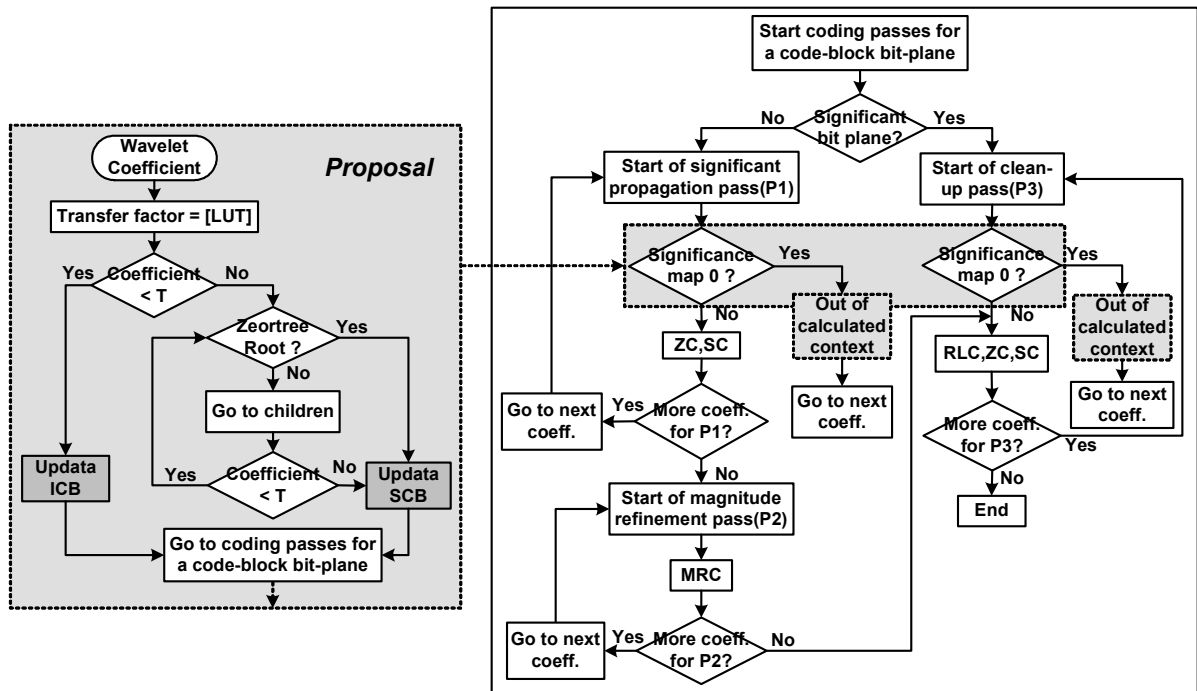 Proposal
Wavelet
Coefficient
Transfer factor = [LUT]
Coefficient
< T
Yes
No
Zeortree
Root ?
Yes
No
Go to children
Coefficient
< T
Yes
No
Updata
ICB
Updata
SCB
Go to coding passes for
a code-block bit-plane
Start coding passes for
a code-block bit-plane
Significant
bit plane?
No
Yes
Start of significant
propagation pass(P1)
Significance
map 0 ?
Yes
Out of
calculated
context
Go to next
coeff.
No
ZC,SC
More coeff.
for P1?
Yes
Go to next
coeff.
No
Start of magnitude
refinement pass(P2)
MRC
More coeff.
for P2?
Yes
Go to next
coeff.
No
Start of clean-
up pass(P3)
Significance
map 0 ?
Yes
Out of
calculated
context
Go to next
coeff.
No
RLC,ZC,SC
More coeff.
for P3?
Yes
No
End